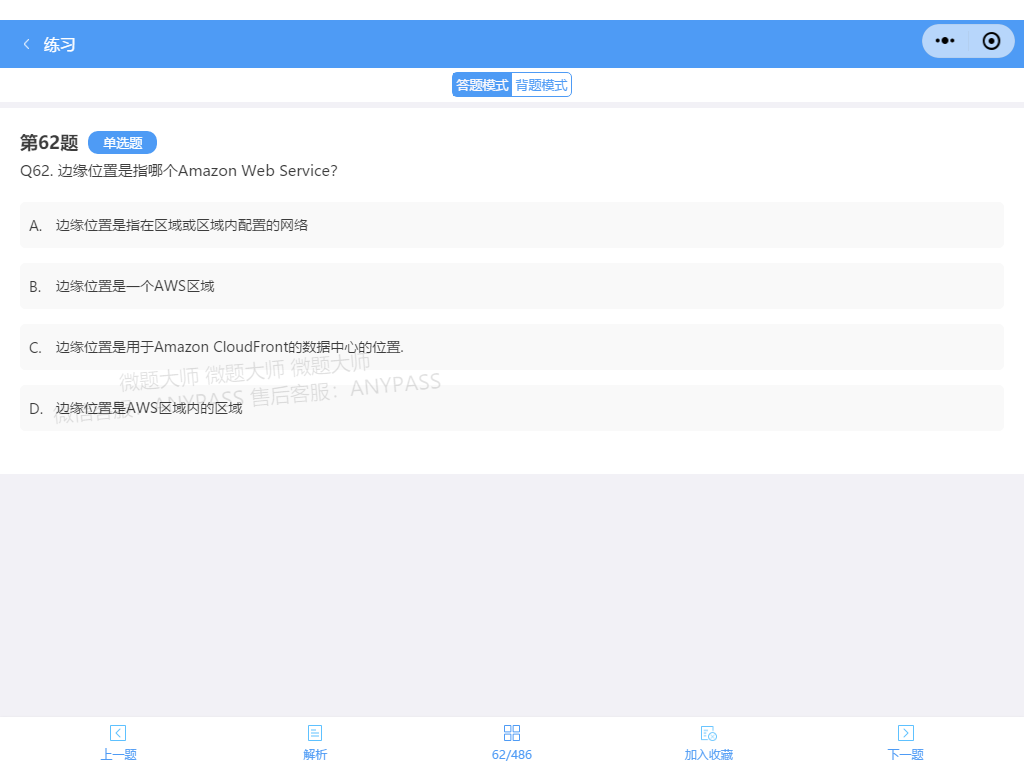 练习
答题模式 背题模式
第62题 单选题
Q62. 边缘位置是指哪个Amazon Web Service?
A. 边缘位置是指在区域或区域内配置的网络
B. 边缘位置是一个AWS区域
C. 边缘位置是用于Amazon CloudFront的数据中心的位置.
微题大师 微题大师 微题大师
D. 边缘位置是AWS区域内的区域
微信客服: ANYPASS 售后客服: ANYPASS
上一题 解析 62/486 加入收藏 下一题